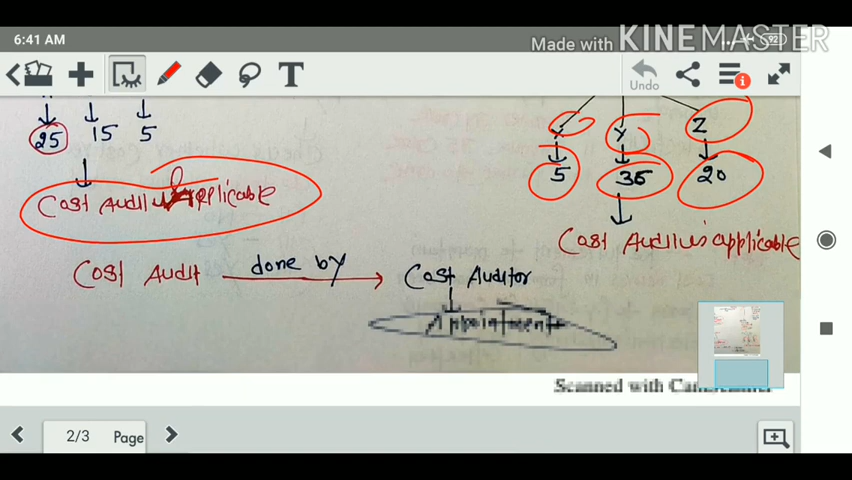 6:41 AM
Made with KINEMASTER
92
T
Undo
25 15 5
Cost Audit applicable
X Y Z
5 35 20
Cost Audit is applicable
Cost Audit done by Cost Auditor
Appointment
Scanned with CamScanner
2/3 Page